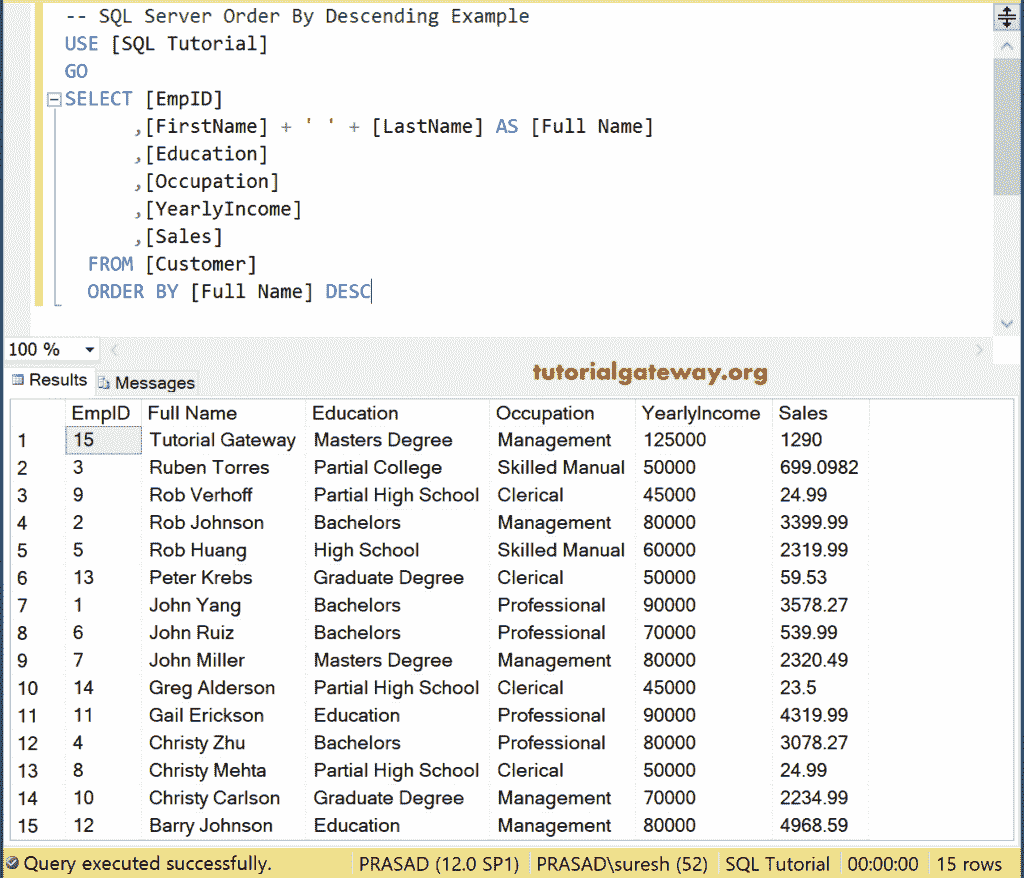 -- SQL Server Order By Descending Example
USE [SQL Tutorial]
GO
SELECT [EmpID]
,[FirstName] + ' ' + [LastName] AS [Full Name]
,[Education]
,[Occupation]
,[YearlyIncome]
,[Sales]
FROM [Customer]
ORDER BY [Full Name] DESC
100 %
tutorialgateway.org
Results Messages
EmpID Full Name Education Occupation YearlyIncome Sales
1 15 Tutorial Gateway Masters Degree Management 125000 1290
2 3 Ruben Torres Partial College Skilled Manual 50000 699.0982
3 9 Rob Verhoff Partial High School Clerical 45000 24.99
4 2 Rob Johnson Bachelors Management 80000 3399.99
5 5 Rob Huang High School Skilled Manual 60000 2319.99
6 13 Peter Krebs Graduate Degree Clerical 50000 59.53
7 1 John Yang Bachelors Professional 90000 3578.27
8 6 John Ruiz Bachelors Professional 70000 539.99
9 7 John Miller Masters Degree Management 80000 2320.49
10 14 Greg Alderson Partial High School Clerical 45000 23.5
11 11 Gail Erickson Education Professional 90000 4319.99
12 4 Christy Zhu Bachelors Professional 80000 3078.27
13 8 Christy Mehta Partial High School Clerical 50000 24.99
14 10 Christy Carlson Graduate Degree Management 70000 2234.99
15 12 Barry Johnson Education Management 80000 4968.59
Query executed successfully. PRASAD (12.0 SP1) PRASAD\suresh (52) SQL Tutorial 00:00:00 15 rows